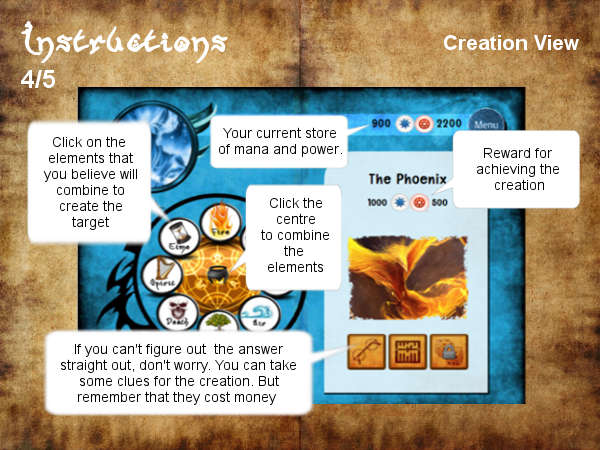 Instructions
Creation View
4/5
Click on the
elements that
you believe will
combine to
create the
target
Your current store
of mana and power.
900
2200
Menu
Reward for
achieving the
creation
The Phoenix
1000
500
Click the
centre
to combine
the
elements
Fire
Time
Spirit
Death
Air
If you can't figure out the answer
straight out, don't worry. You can take
some clues for the creation. But
remember that they cost money